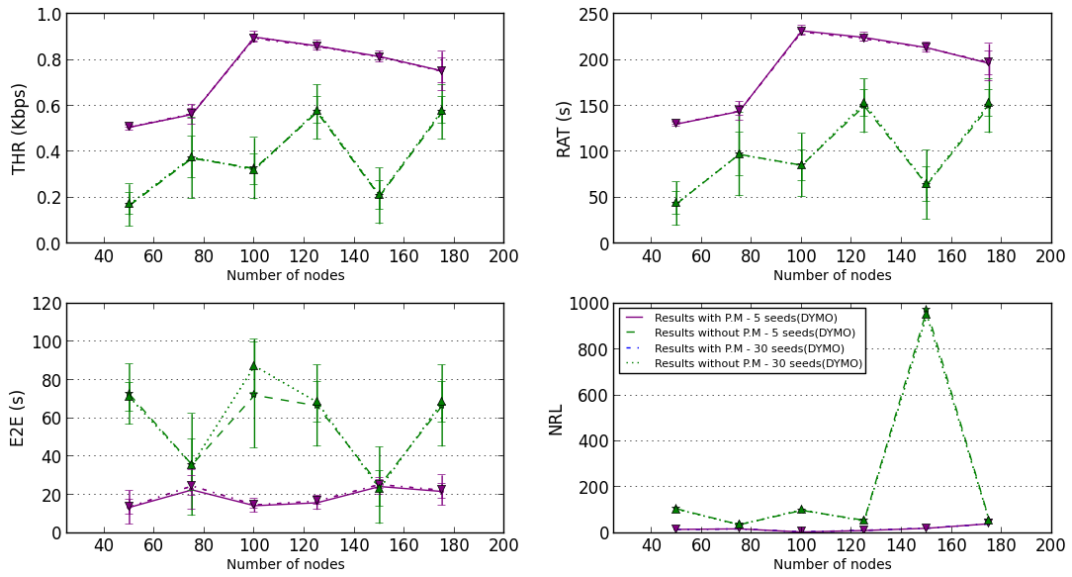 1.0
0.8
0.6
0.4
0.2
0.0
THR (Kbps)
40 60 80 100 120 140 160 180 200
Number of nodes
250
200
150
100
50
0
RAT (s)
40 60 80 100 120 140 160 180 200
Number of nodes
120
100
80
60
40
20
0
E2E (s)
40 60 80 100 120 140 160 180 200
Number of nodes
1000
800
600
400
200
0
NRL
Results with P.M - 5 seeds(DYMO)
Results without P.M - 5 seeds(DYMO)
Results with P.M - 30 seeds(DYMO)
Results without P.M - 30 seeds(DYMO)
40 60 80 100 120 140 160 180 200
Number of nodes